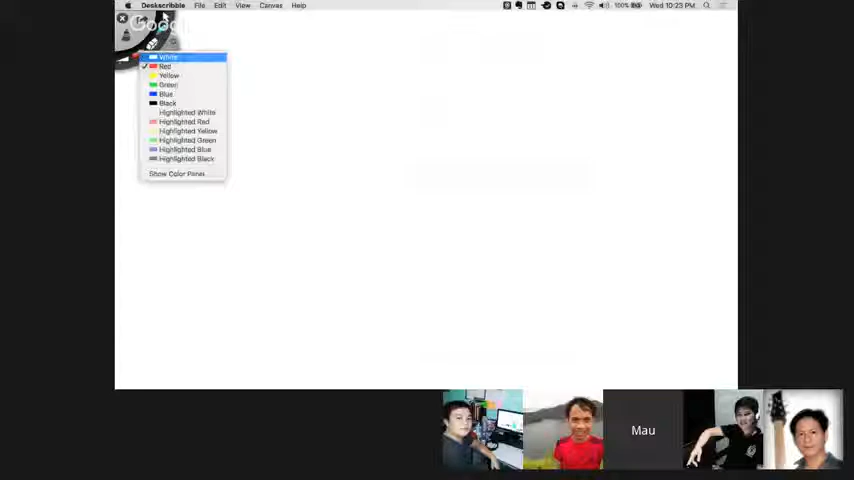 Deskscribble File Edit View Canvas Help 100% Wed 10:23 PM
Google
White
Red
Yellow
Green
Blue
Black
Highlighted White
Highlighted Red
Highlighted Yellow
Highlighted Green
Highlighted Blue
Highlighted Black
Show Color Panel
Mau